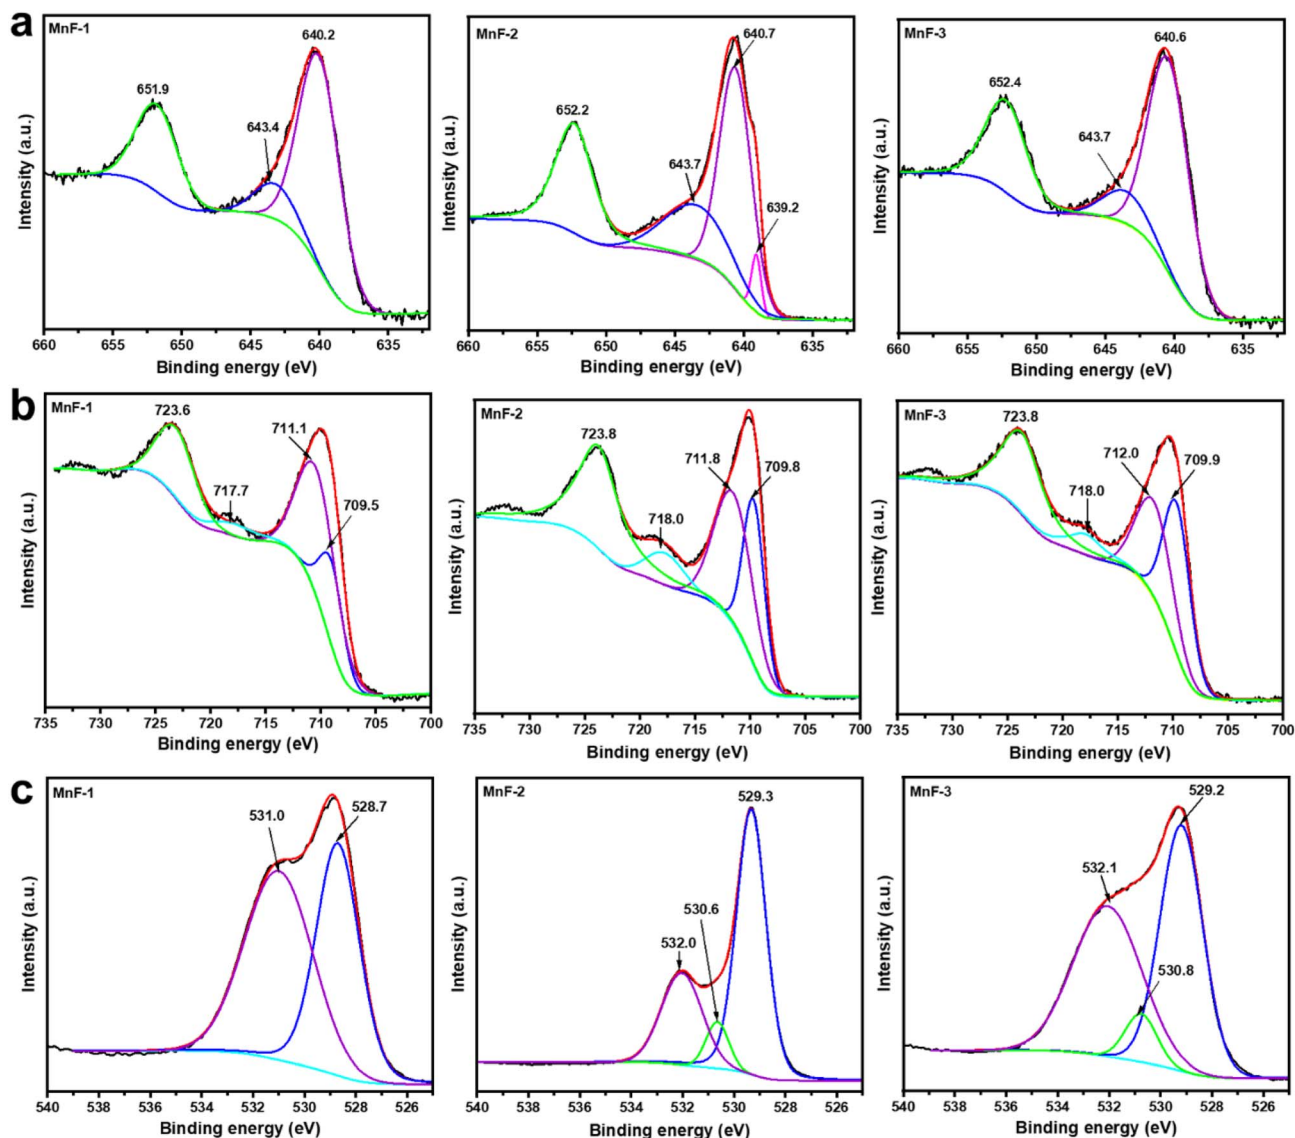 a
MnF-1
640.2
651.9
643.4
Intensity (a.u.)
660 655 650 645 640 635
Binding energy (eV)
MnF-2
640.7
652.2
643.7
639.2
Intensity (a.u.)
660 655 650 645 640 635
Binding energy (eV)
MnF-3
640.6
652.4
643.7
Intensity (a.u.)
660 655 650 645 640 635
Binding energy (eV)
b
MnF-1
723.6
711.1
717.7
709.5
Intensity (a.u.)
735 730 725 720 715 710 705 700
Binding energy (eV)
MnF-2
723.8
711.8
709.8
718.0
Intensity (a.u.)
735 730 725 720 715 710 705 700
Binding energy (eV)
MnF-3
723.8
712.0
709.9
718.0
Intensity (a.u.)
735 730 725 720 715 710 705 700
Binding energy (eV)
c
MnF-1
531.0
528.7
Intensity (a.u.)
540 538 536 534 532 530 528 526
Binding energy (eV)
MnF-2
529.3
530.6
532.0
Intensity (a.u.)
540 538 536 534 532 530 528 526
Binding energy (eV)
MnF-3
529.2
532.1
530.8
Intensity (a.u.)
540 538 536 534 532 530 528 526
Binding energy (eV)